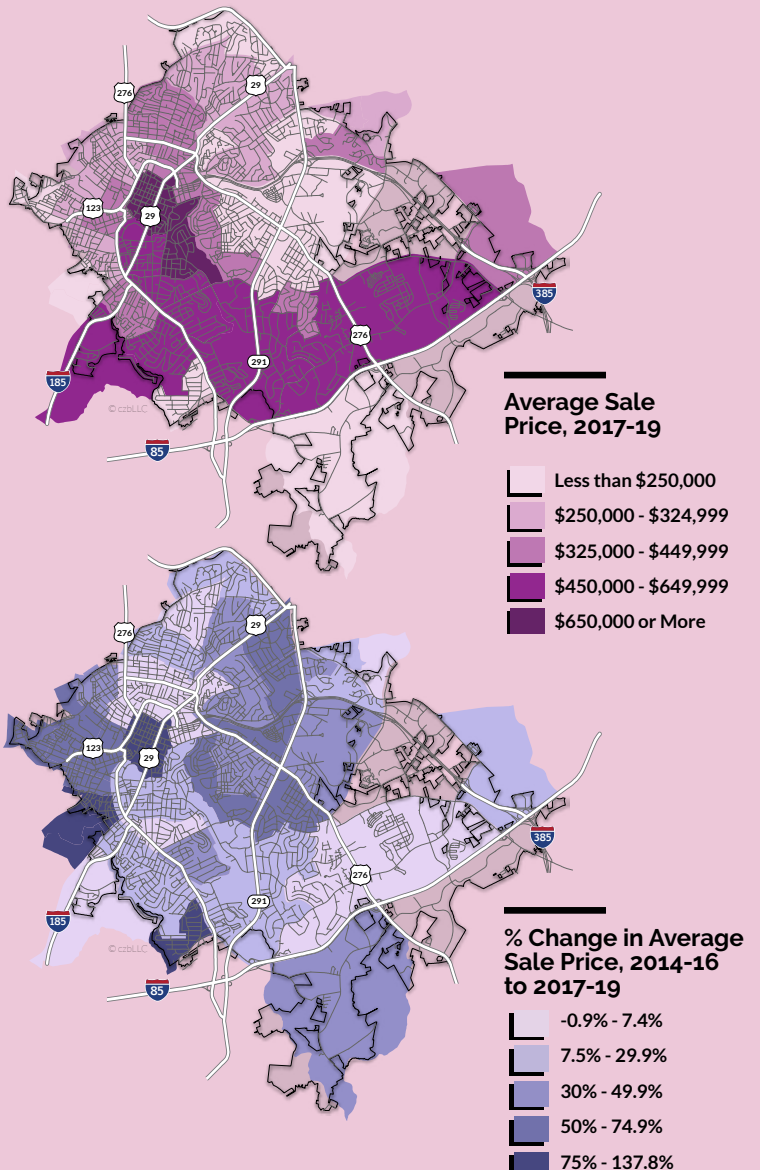 29
276
123
29
385
276
291
185
© czbLLC
85
Average Sale
Price, 2017-19
Less than $250,000
$250,000 - $324,999
$325,000 - $449,999
$450,000 - $649,999
$650,000 or More
29
276
123
29
385
276
291
185
© czbLLC
85
% Change in Average
Sale Price, 2014-16
to 2017-19
-0.9% - 7.4%
7.5% - 29.9%
30% - 49.9%
50% - 74.9%
75% - 137.8%